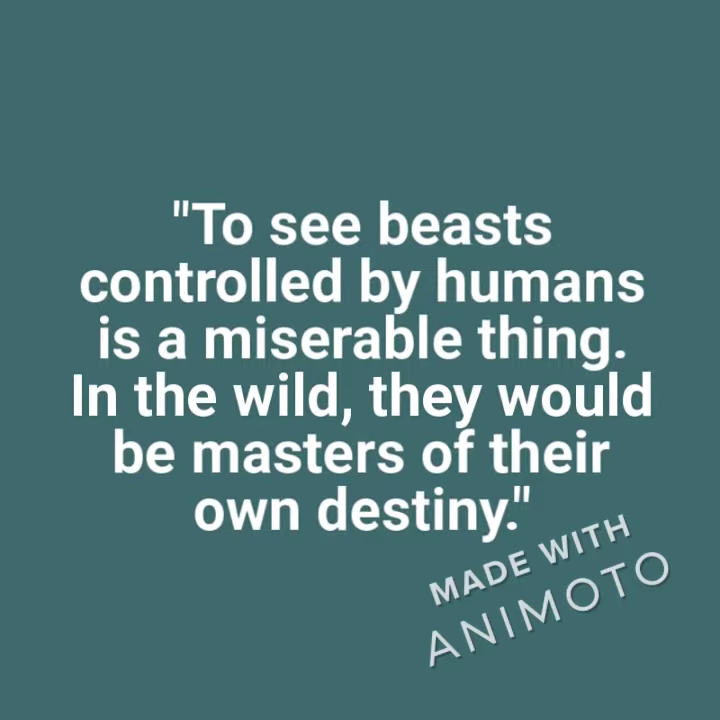 "To see beasts
controlled by humans
is a miserable thing.
In the wild, they would
be masters of their
own destiny."
MADE WITH
ANIMOTO